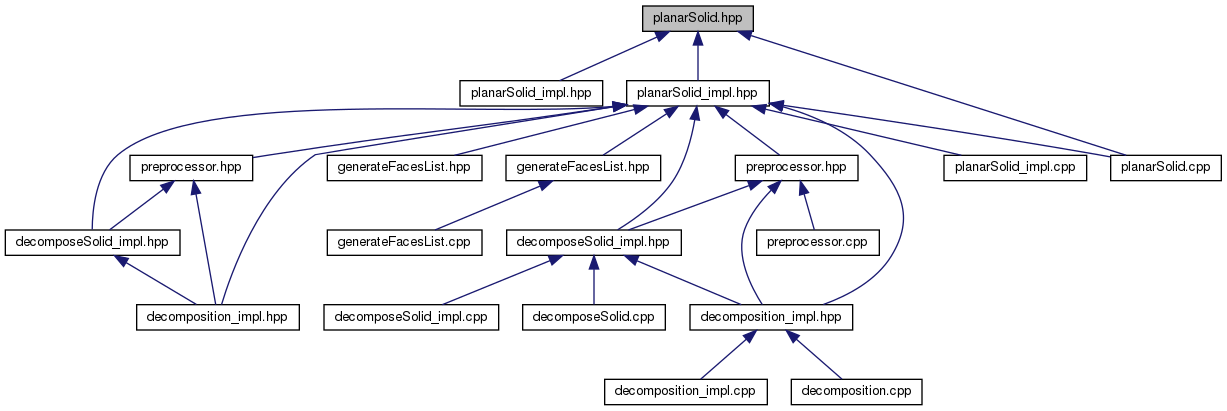 planarSolid.hpp
planarSolid_impl.hpp
planarSolid_impl.hpp
preprocessor.hpp
generateFacesList.hpp
generateFacesList.hpp
preprocessor.hpp
planarSolid_impl.cpp
planarSolid.cpp
decomposeSolid_impl.hpp
generateFacesList.cpp
decomposeSolid_impl.hpp
preprocessor.cpp
decomposition_impl.hpp
decomposeSolid_impl.cpp
decomposeSolid.cpp
decomposition_impl.hpp
decomposition_impl.cpp
decomposition.cpp